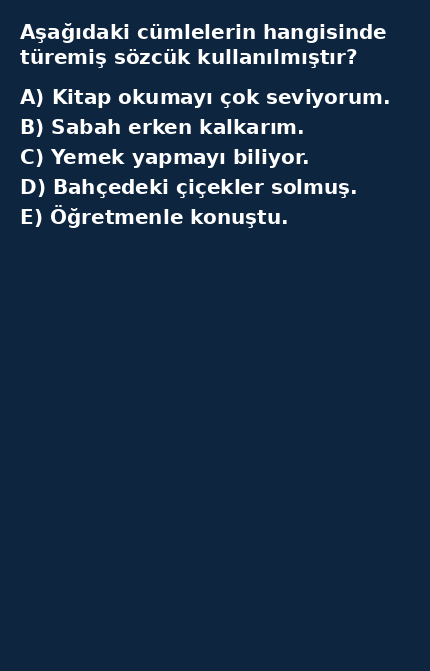 Aşağıdaki cümlelerin hangisinde
türemiş sözcük kullanılmıştır?
A) Kitap okumayı çok seviyorum.
B) Sabah erken kalkarım.
C) Yemek yapmayı biliyor.
D) Bahçedeki çiçekler solmuş.
E) Öğretmenle konuştu.